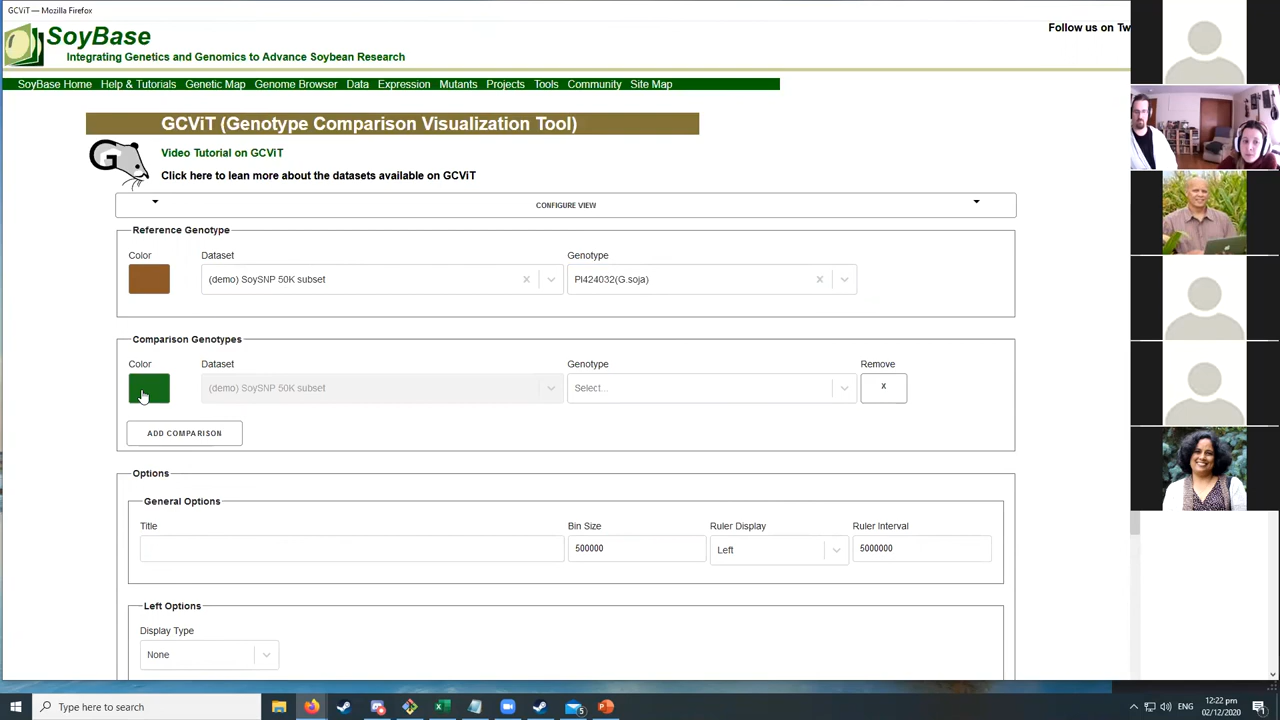 GCViT — Mozilla Firefox
SoyBase
Integrating Genetics and Genomics to Advance Soybean Research
Follow us on Tw
SoyBase Home Help & Tutorials Genetic Map Genome Browser Data Expression Mutants Projects Tools Community Site Map
GCViT (Genotype Comparison Visualization Tool)
G
Video Tutorial on GCViT
Click here to lean more about the datasets available on GCViT
CONFIGURE VIEW
Reference Genotype
Color Dataset Genotype
(demo) SoySNP 50K subset x PI424032(G.soja) x
Comparison Genotypes
Color Dataset Genotype Remove
(demo) SoySNP 50K subset Select... x
ADD COMPARISON
Options
General Options
Title Bin Size Ruler Display Ruler Interval
500000 Left 5000000
Left Options
Display Type
None
Type here to search
5
ENG
12:22 pm
02/12/2020
1